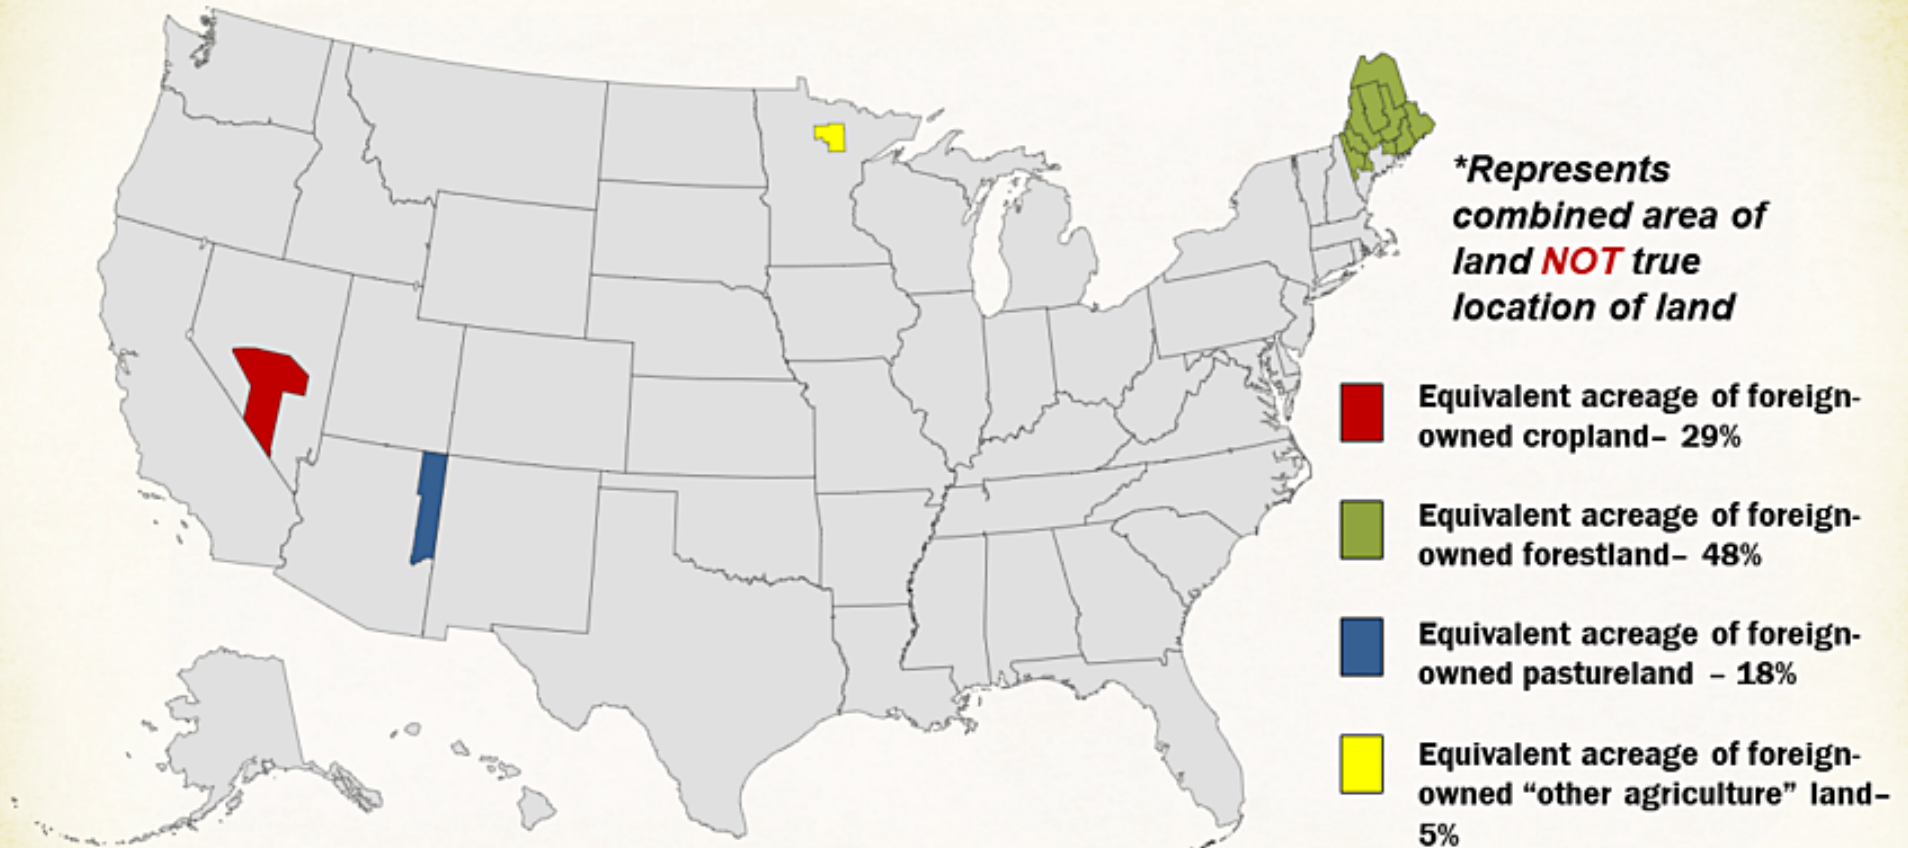 *Represents
combined area of
land NOT true
location of land
Equivalent acreage of foreign-
owned cropland– 29%
Equivalent acreage of foreign-
owned forestland– 48%
Equivalent acreage of foreign-
owned pastureland – 18%
Equivalent acreage of foreign-
owned “other agriculture” land–
5%